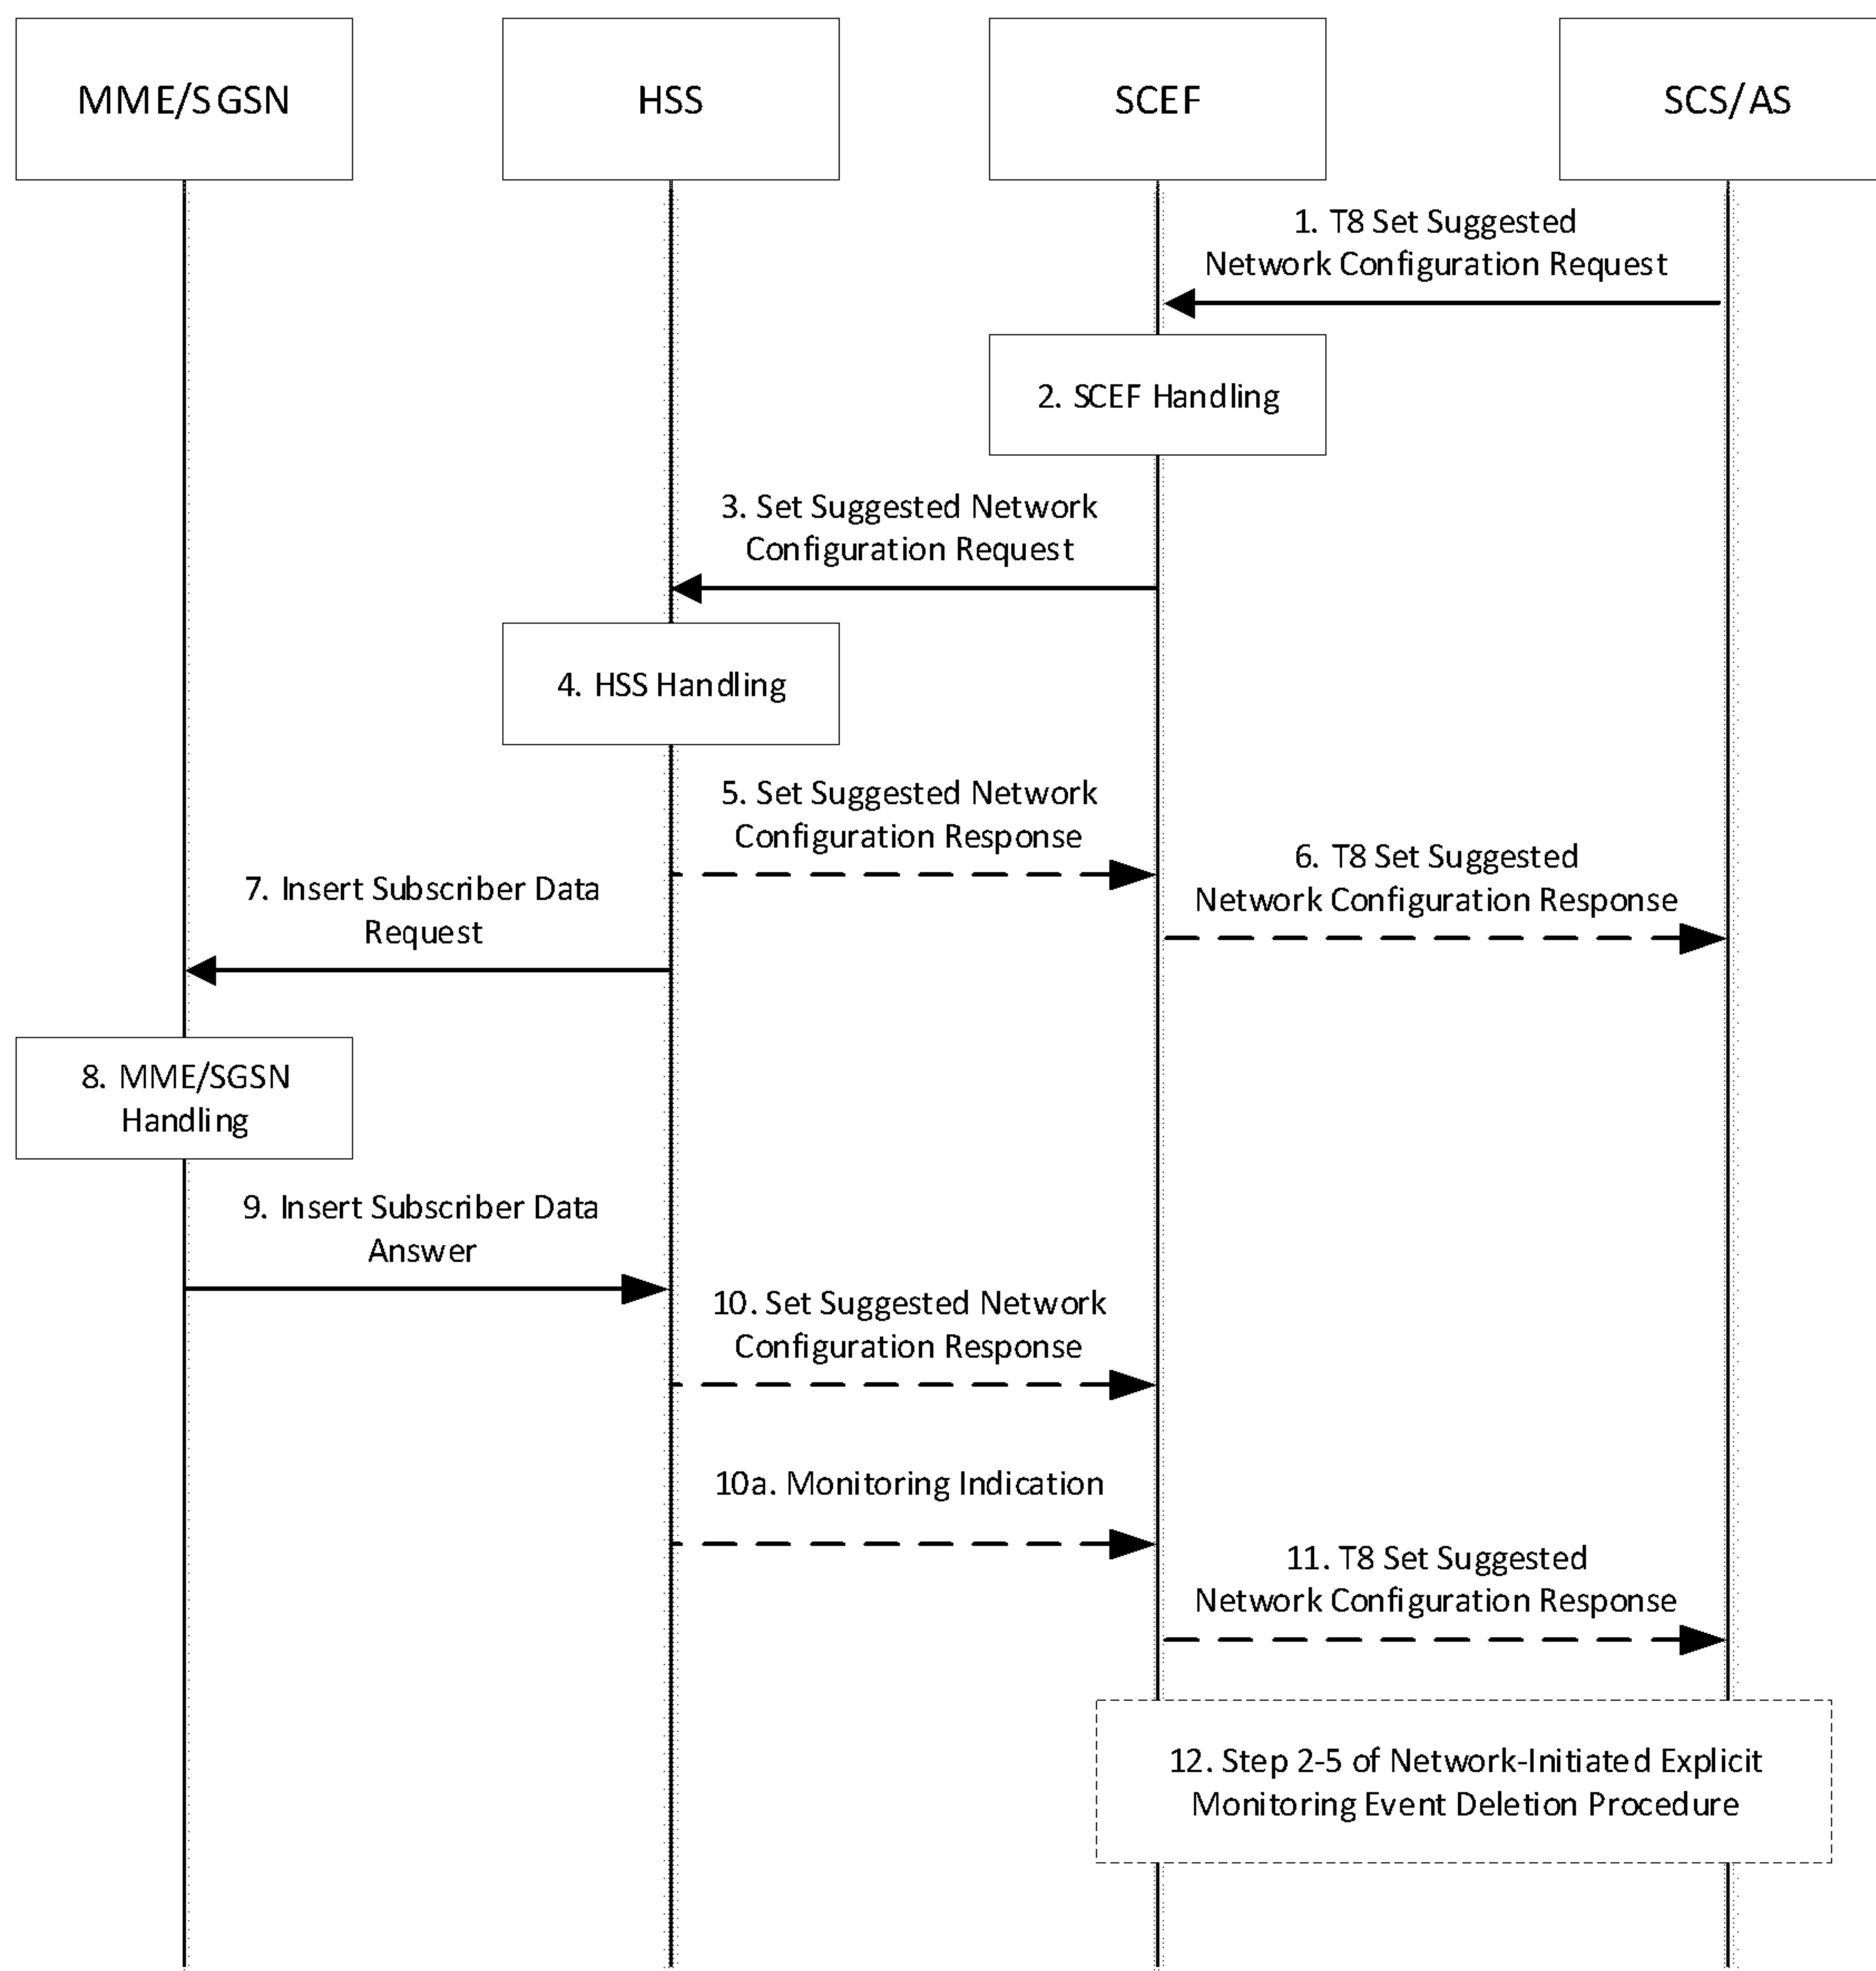 MME/SGSN
HSS
SCEF
SCS/AS
1. T8 Set Suggested
Network Configuration Request
2. SCEF Handling
3. Set Suggested Network
Configuration Request
4. HSS Handling
5. Set Suggested Network
Configuration Response
6. T8 Set Suggested
Network Configuration Response
7. Insert Subscriber Data
Request
8. MME/SGSN
Handling
9. Insert Subscriber Data
Answer
10. Set Suggested Network
Configuration Response
10a. Monitoring Indication
11. T8 Set Suggested
Network Configuration Response
12. Step 2-5 of Network-Initiated Explicit
Monitoring Event Deletion Procedure